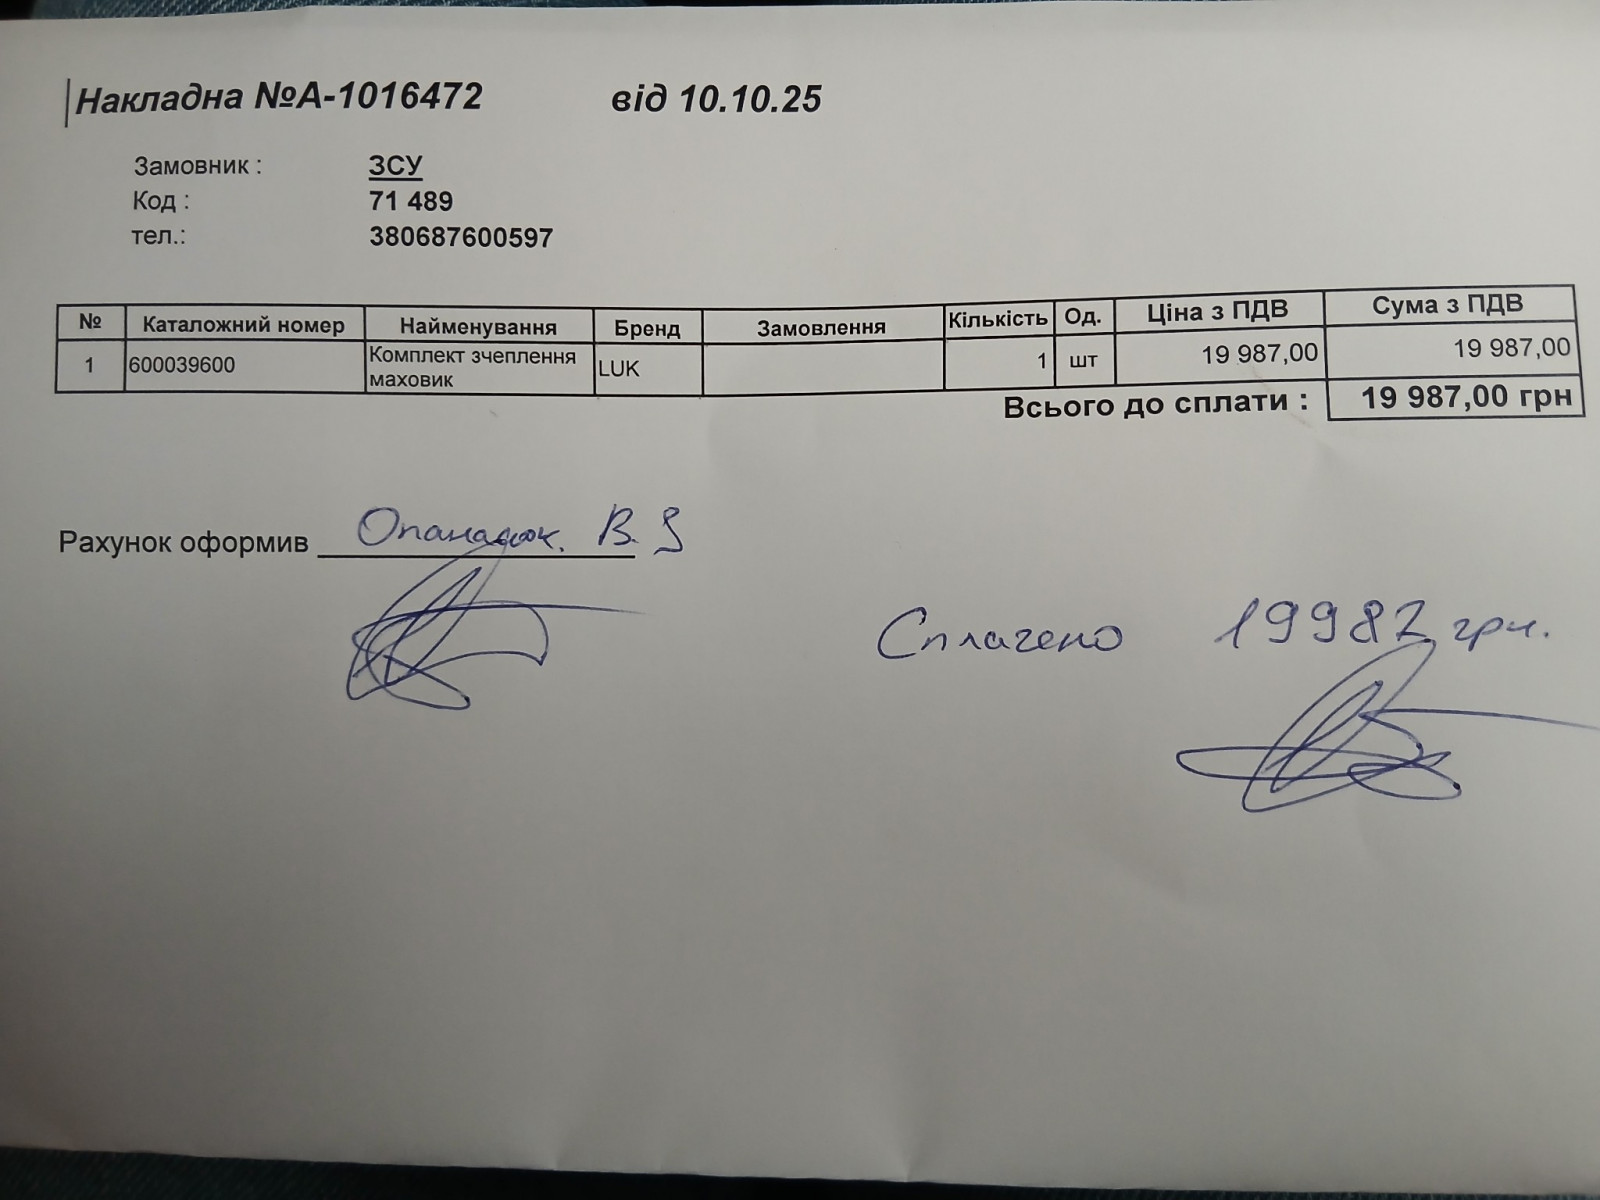 Накладна №А-1016472 від 10.10.25
Замовник : ЗСУ
Код : 71 489
тел.: 380687600597
№ Каталожний номер Найменування Бренд Замовлення Кількість Од. Ціна з ПДВ Сума з ПДВ
1 600039600 Комплект зчеплення маховик LUK 1 шт 19 987,00 19 987,00
Всього до сплати : 19 987,00 грн
Рахунок оформив В.
Сплачено 19987 грн.